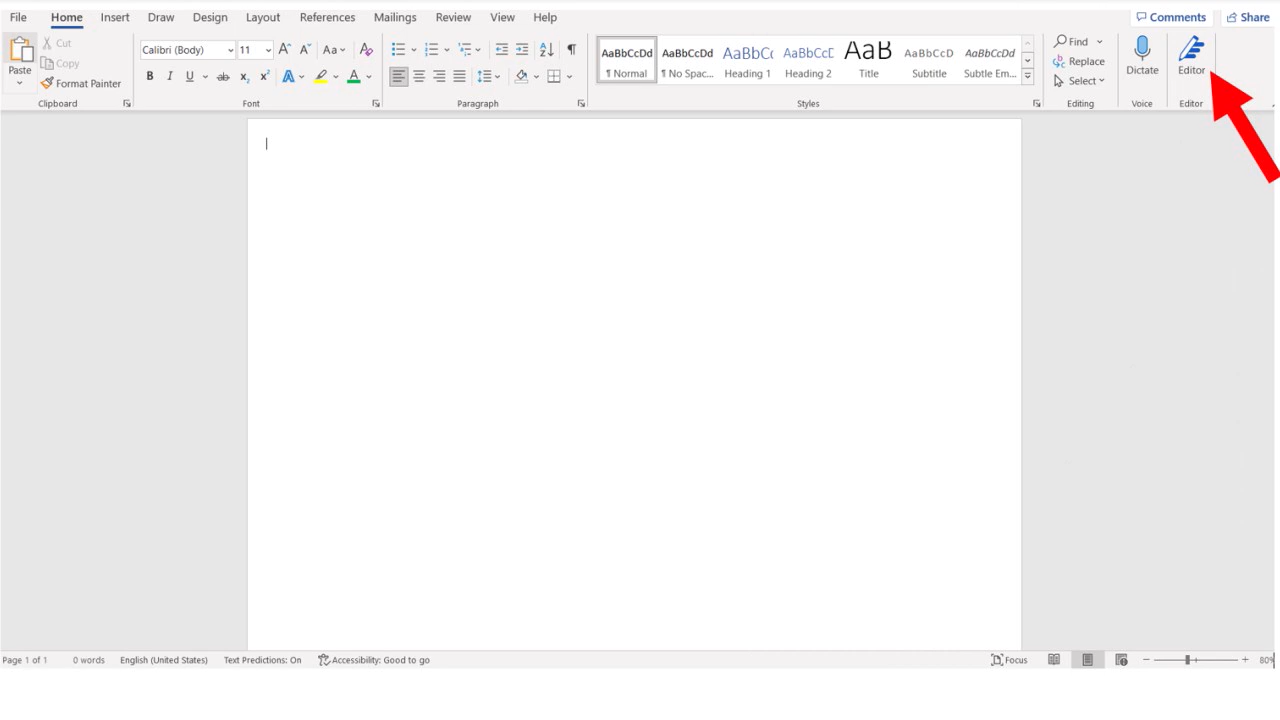 File Home Insert Draw Design Layout References Mailings Review View Help Comments Share
Cut
Copy
Paste
Format Painter
Clipboard
Calibri (Body) 11 A A Aa A
B I U ab x₂ x² A A
Font
A Z ¶
Paragraph
AaBbCcDd AaBbCcDd AaBbCc AaBbCcD AaB AaBbCcD AaBbCcDd
¶ Normal ¶ No Spac... Heading 1 Heading 2 Title Subtitle Subtle Em...
Styles
Find
Replace
Select
Editing
Dictate
Voice
Editor
Editor
Page 1 of 1 0 words English (United States) Text Predictions: On Accessibility: Good to go Focus 80%